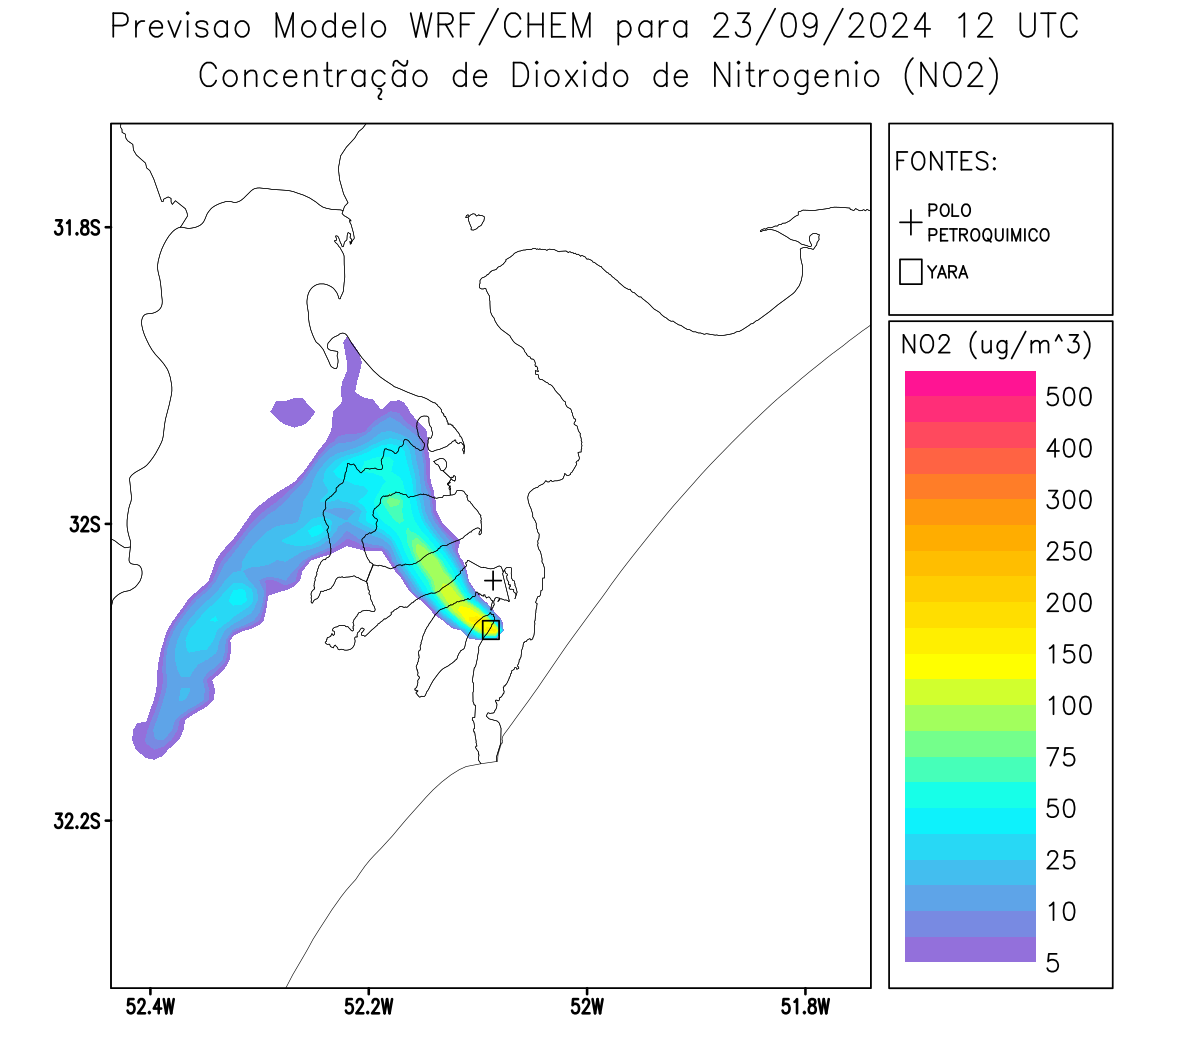 Previsao Modelo WRF/CHEM para 23/09/2024 12 UTC
Concentração de Dioxido de Nitrogenio (NO2)
FONTES:
POLO
PETROQUIMICO
YARA
NO2 (ug/m^3)
500
400
300
250
200
150
100
75
50
25
10
5
31.8S
32S
32.2S
52.4W
52.2W
52W
51.8W